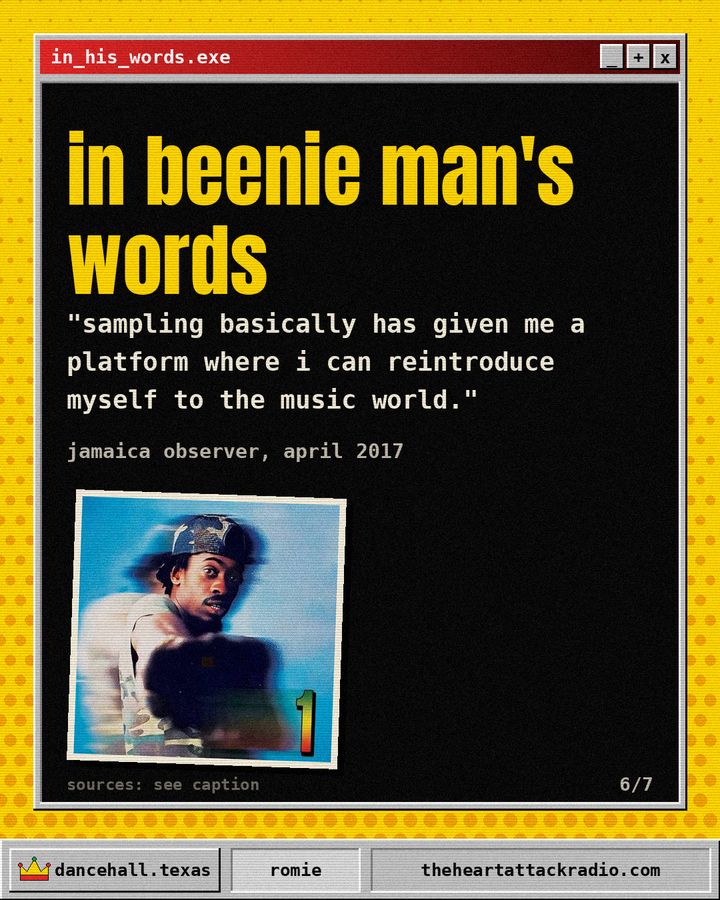 in_his_words.exe
_ + x
in beenie man's
words
"sampling basically has given me a
platform where i can reintroduce
myself to the music world."
jamaica observer, april 2017
1
sources: see caption
6/7
dancehall.texas
romie
theheartattackradio.com